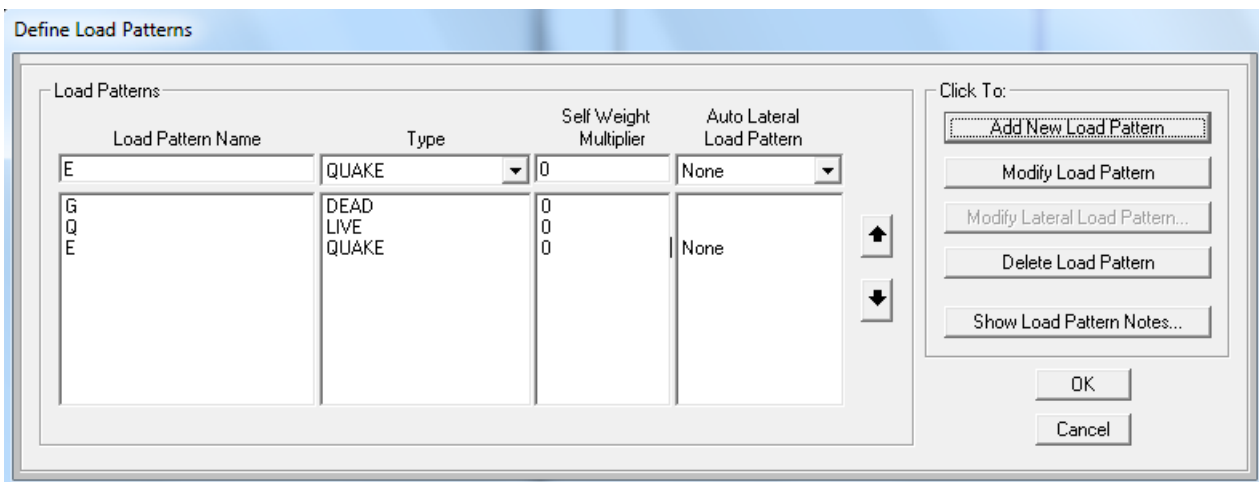 Define Load Patterns
Load Patterns
Load Pattern Name Type Self Weight Multiplier Auto Lateral Load Pattern
E QUAKE 0 None
G DEAD 0
Q LIVE 0
E QUAKE 0 None
Click To:
Add New Load Pattern
Modify Load Pattern
Modify Lateral Load Pattern...
Delete Load Pattern
Show Load Pattern Notes...
OK
Cancel